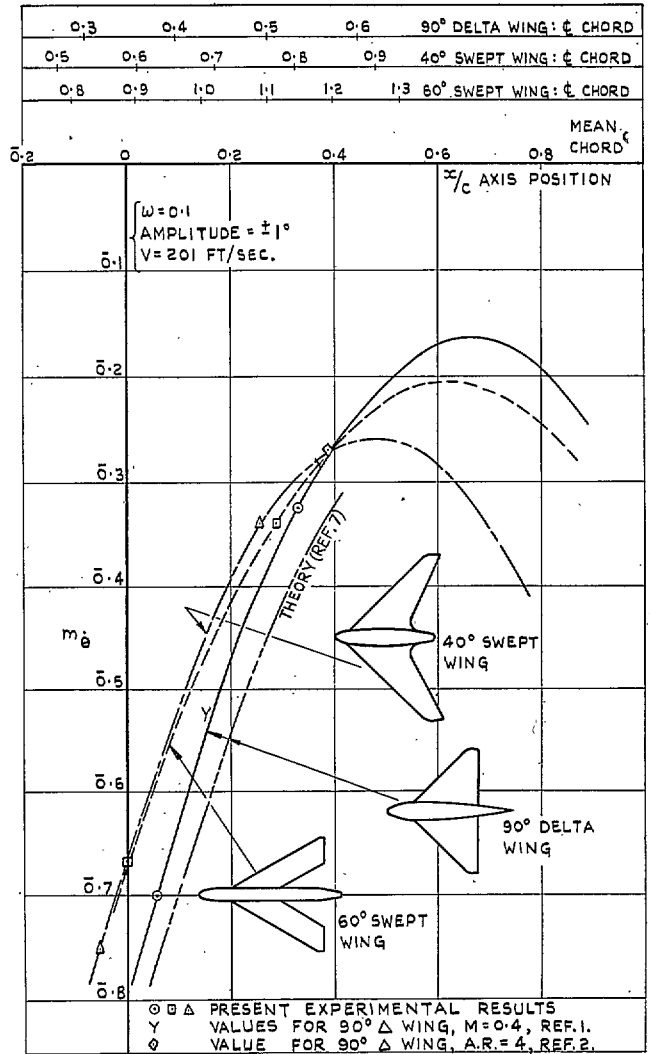 0·3 0·4 0·5 0·6 90° DELTA WING: ℄ CHORD
0·5 0·6 0·7 0·8 0·9 40° SWEPT WING: ℄ CHORD
0·8 0·9 1·0 1·1 1·2 1·3 60° SWEPT WING: ℄ CHORD
MEAN
CHORD
0̄·2 0 0·2 0·4 0·6 0·8
x/c AXIS POSITION
ω=0·1
AMPLITUDE = ±1°
V=201 FT/SEC.
0̄·1
0̄·2
0̄·3
THEORY (REF. 7)
0̄·4
mθ̇
40° SWEPT
WING
0̄·5
Y
0̄·6
90° DELTA
WING
0̄·7
60° SWEPT
WING
0̄·8
⊙ ⊡ △ PRESENT EXPERIMENTAL RESULTS
Y VALUES FOR 90° △ WING, M=0·4, REF.1.
◇ VALUE FOR 90° △ WING, A.R.=4, REF.2.